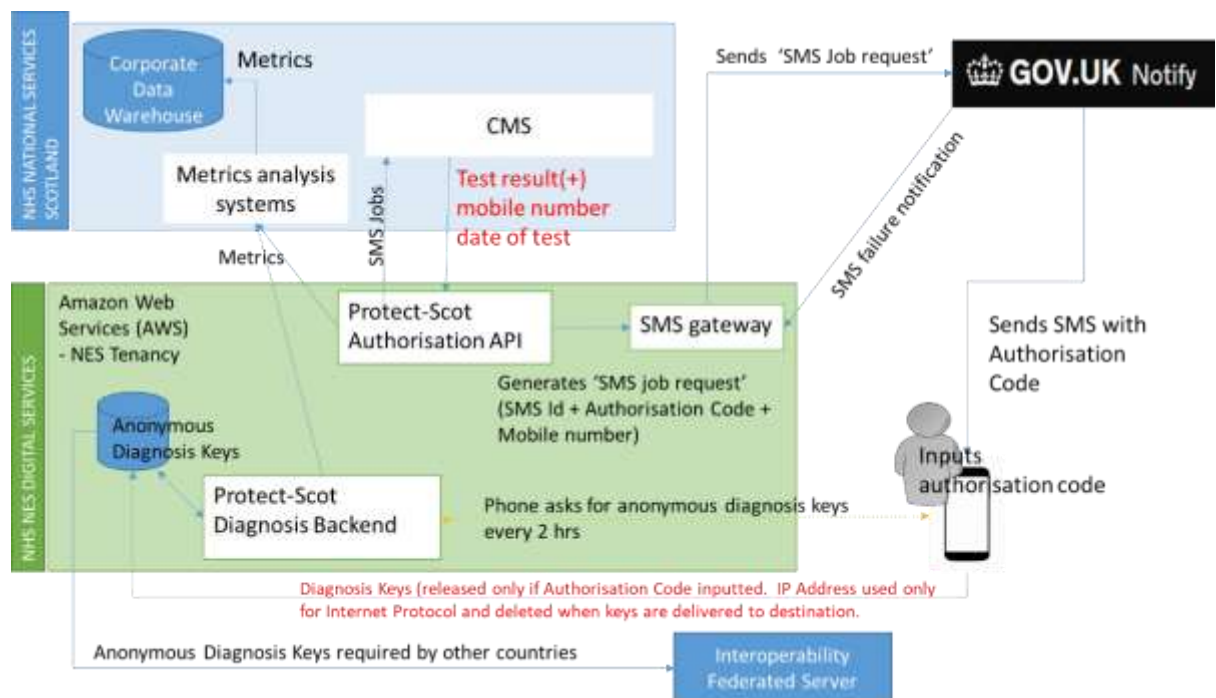 NHS NATIONAL SERVICES
SCOTLAND
Corporate
Data
Warehouse
Metrics
CMS
Metrics analysis
systems
Test result(+)
mobile number
date of test
SMS Jobs
Metrics
Sends 'SMS Job request'
GOV.UK Notify
SMS failure notification
Sends SMS with
Authorisation
Code
NHS NES DIGITAL SERVICES
Amazon Web
Services (AWS)
- NES Tenancy
Protect-Scot
Authorisation API
SMS gateway
Generates 'SMS job request'
(SMS Id + Authorisation Code +
Mobile number)
Anonymous
Diagnosis Keys
Protect-Scot
Diagnosis Backend
Phone asks for anonymous diagnosis keys
every 2 hrs
Inputs
authorisation code
Diagnosis Keys (released only if Authorisation Code inputted. IP Address used only
for Internet Protocol and deleted when keys are delivered to destination.
Anonymous Diagnosis Keys required by other countries
Interoperability
Federated Server